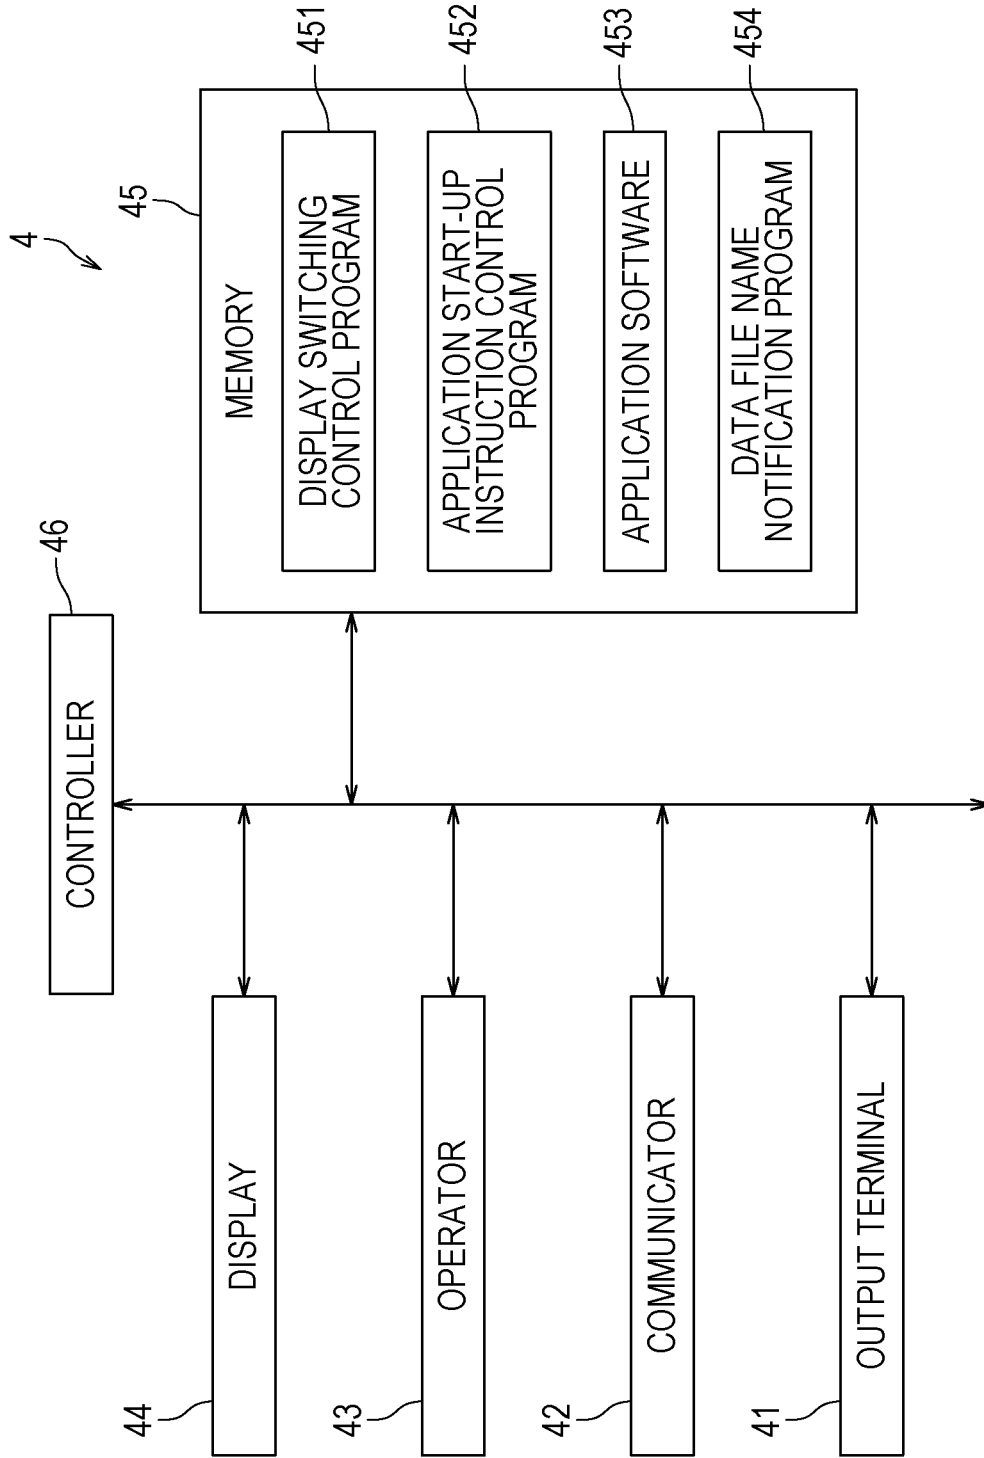 4
46
CONTROLLER
45
MEMORY
451
DISPLAY SWITCHING
CONTROL PROGRAM
452
APPLICATION START-UP
INSTRUCTION CONTROL
PROGRAM
453
APPLICATION SOFTWARE
454
DATA FILE NAME
NOTIFICATION PROGRAM
44
DISPLAY
43
OPERATOR
42
COMMUNICATOR
41
OUTPUT TERMINAL